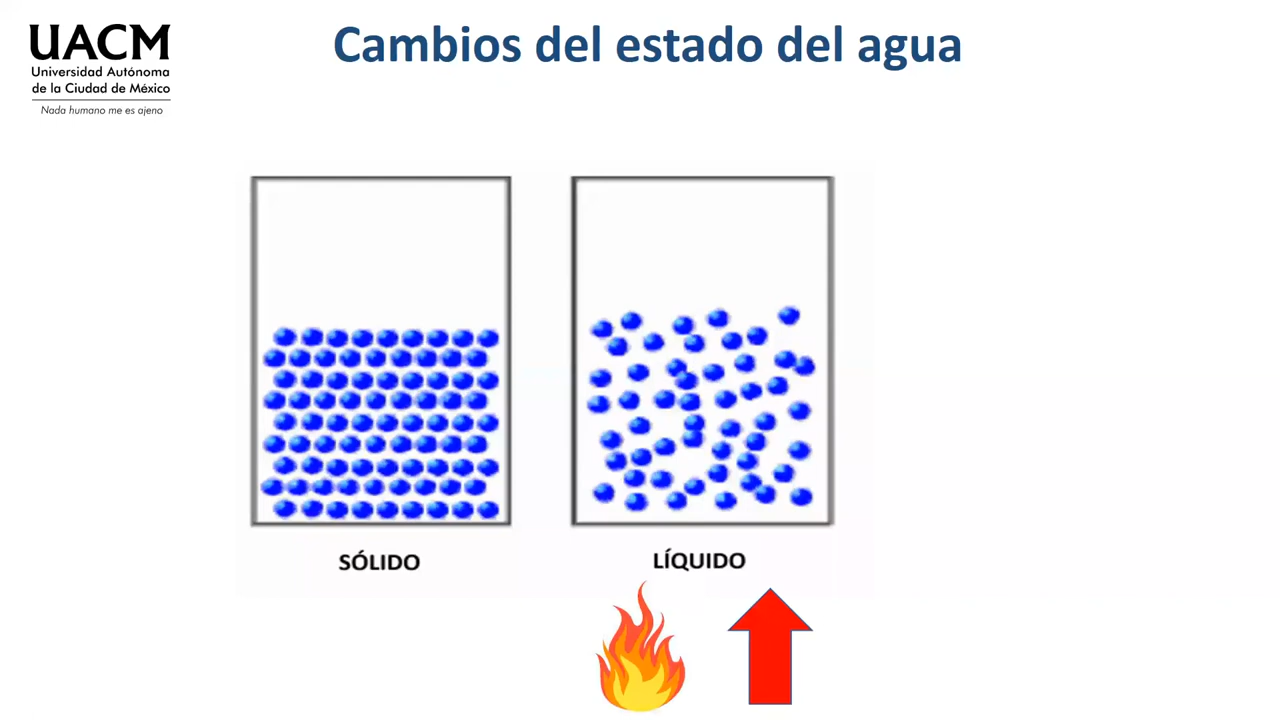 UACM
Universidad Autónoma
de la Ciudad de México
Nada humano me es ajeno
Cambios del estado del agua
SÓLIDO
LÍQUIDO